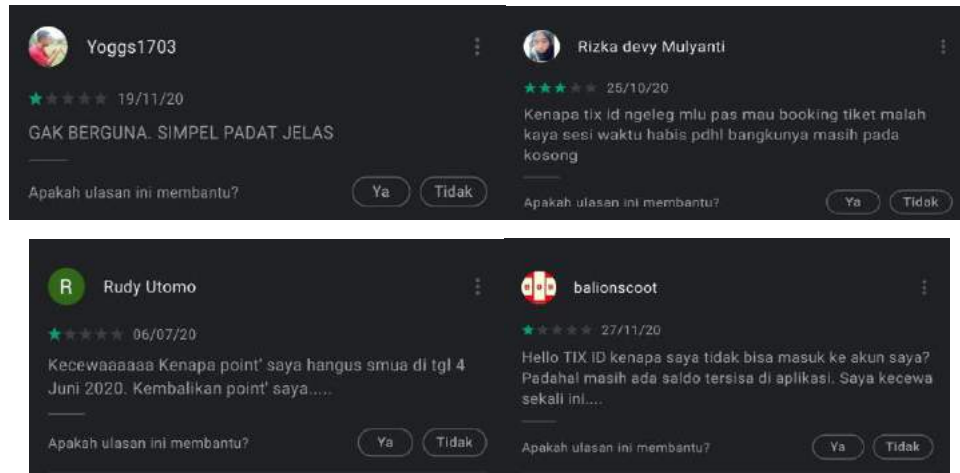 Yoggs1703
19/11/20
GAK BERGUNA. SIMPEL PADAT JELAS
Apakah ulasan ini membantu?
Ya
Tidak
Rizka devy Mulyanti
25/10/20
Kenapa tix id ngeleg mlu pas mau booking tiket malah
kaya sesi waktu habis pdhl bangkunya masih pada
kosong
Apakah ulasan ini membantu?
Ya
Tidak
R
Rudy Utomo
06/07/20
Kecewaaaaaa Kenapa point' saya hangus smua di tgl 4
Juni 2020. Kembalikan point' saya.....
Apakah ulasan ini membantu?
Ya
Tidak
balionscoot
27/11/20
Hello TIX ID kenapa saya tidak bisa masuk ke akun saya?
Padahal masih ada saldo tersisa di aplikasi. Saya kecewa
sekali ini....
Apakah ulasan ini membantu?
Ya
Tidak